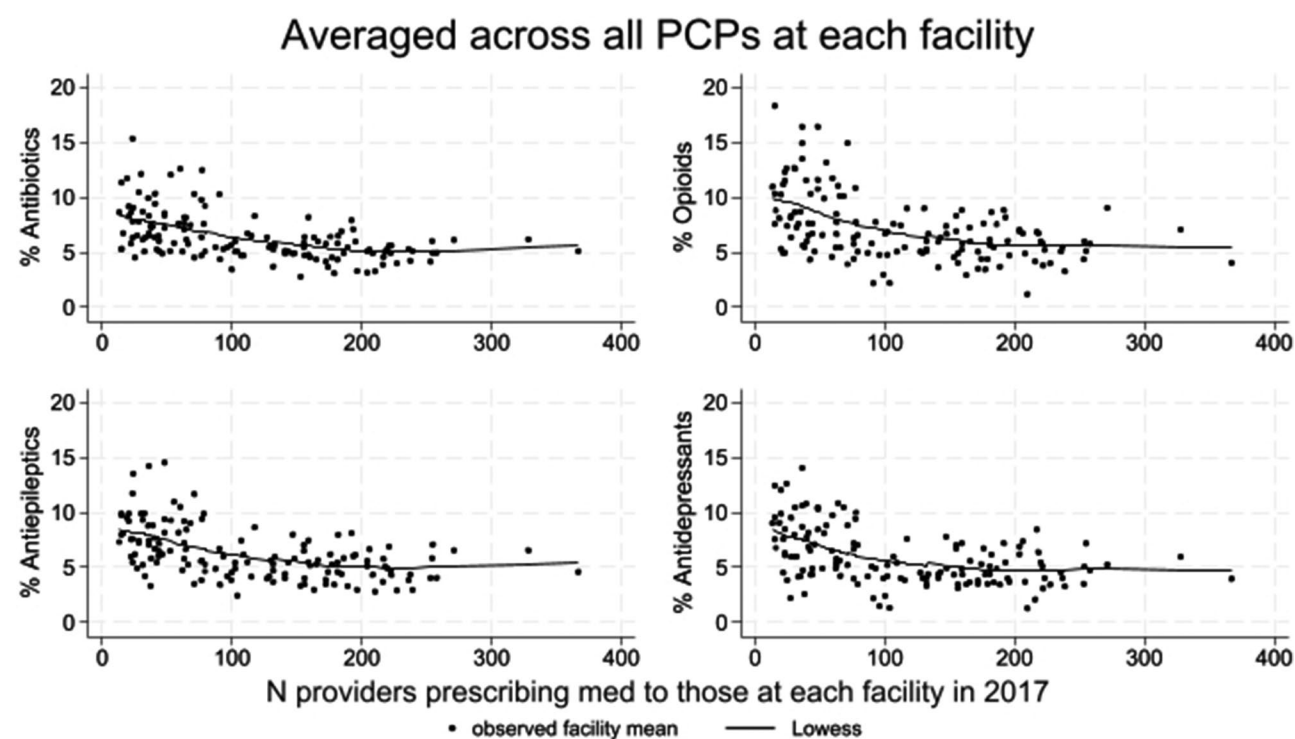 Averaged across all PCPs at each facility
% Antibiotics
20
15
10
5
0
0 100 200 300 400
% Opioids
20
15
10
5
0
0 100 200 300 400
% Antiepileptics
20
15
10
5
0
0 100 200 300 400
% Antidepressants
20
15
10
5
0
0 100 200 300 400
N providers prescribing med to those at each facility in 2017
observed facility mean Lowess